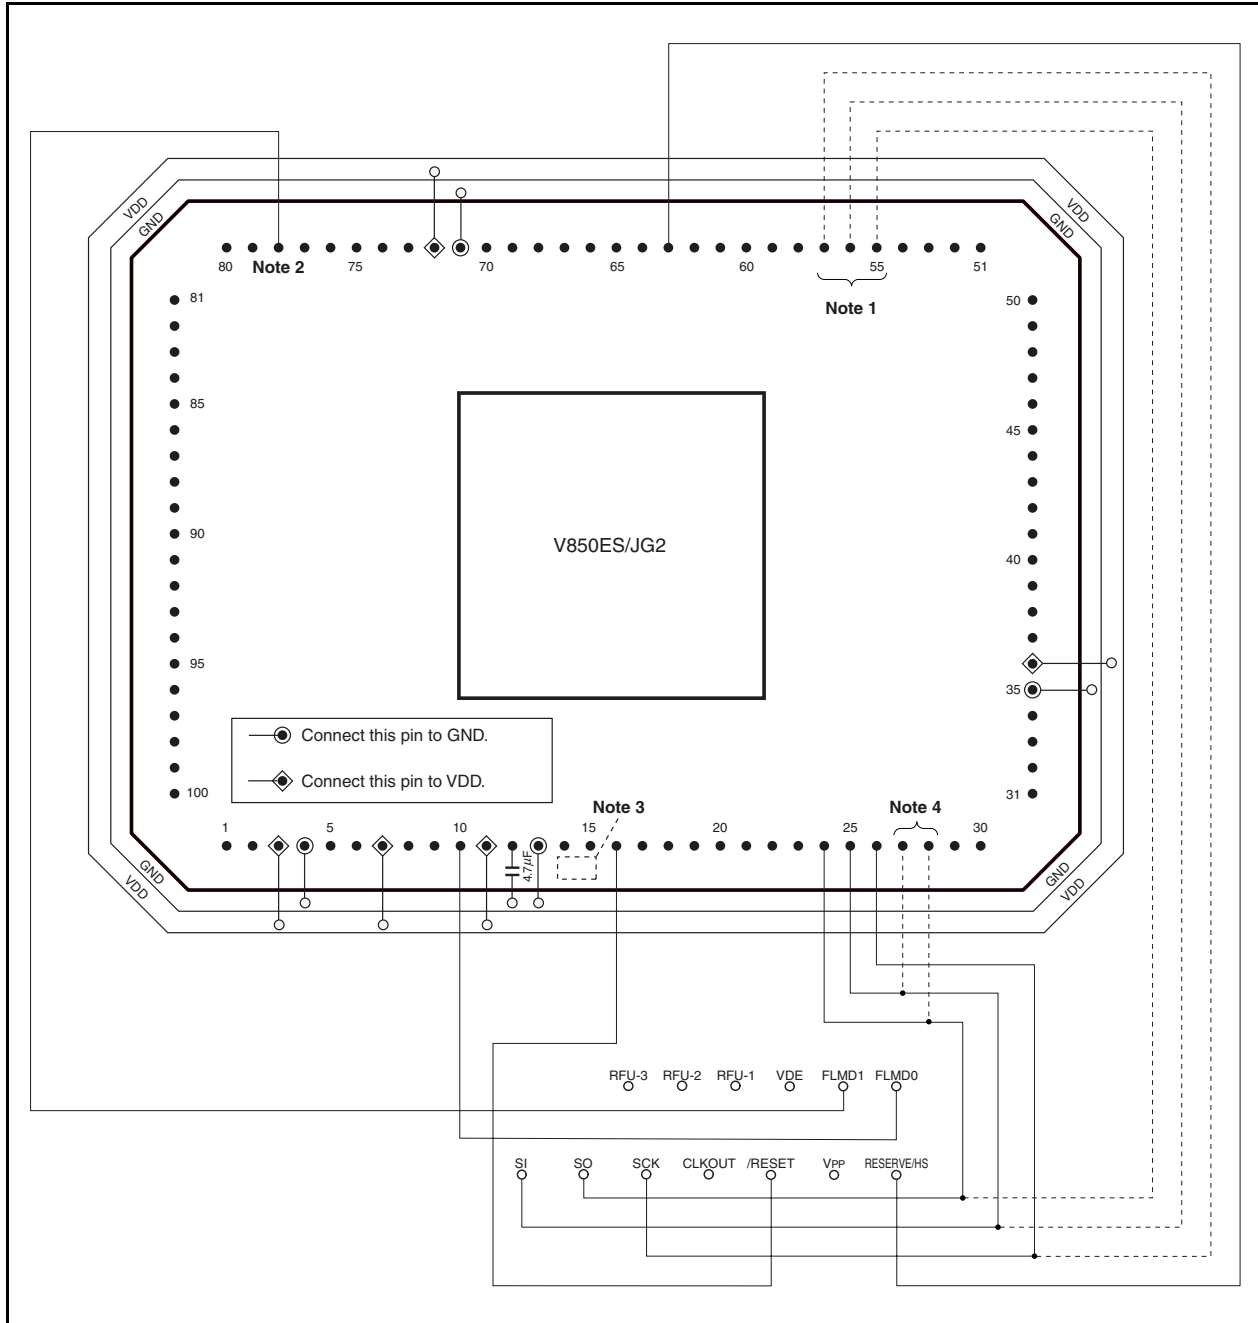 VDD
GND
VDD
GND
80
Note 2
75
70
65
60
55
51
Note 1
81
50
85
45
90
V850ES/JG2
40
95
35
Connect this pin to GND.
Connect this pin to VDD.
100
31
Note 3
Note 4
1
5
10
15
20
25
30
4.7μF
GND
VDD
GND
VDD
RFU-3 RFU-2 RFU-1 VDE FLMD1 FLMD0
SI SO SCK CLKOUT /RESET VPP RESERVE/HS